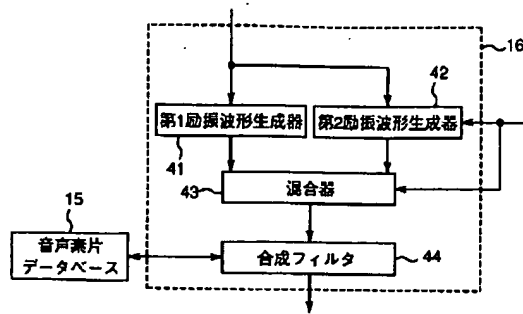 16
42
第1励振波形生成器
第2励振波形生成器
41
43
混合器
15
音声素片
データベース
合成フィルタ
44